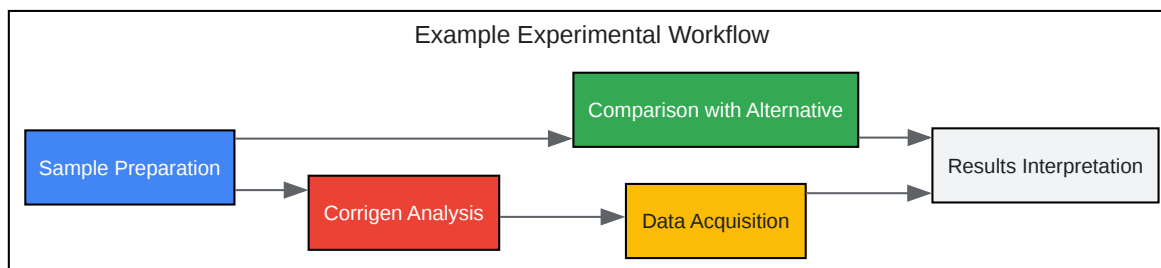 Example Experimental Workflow
Comparison with Alternative
Sample Preparation
Results Interpretation
Corrigen Analysis
Data Acquisition